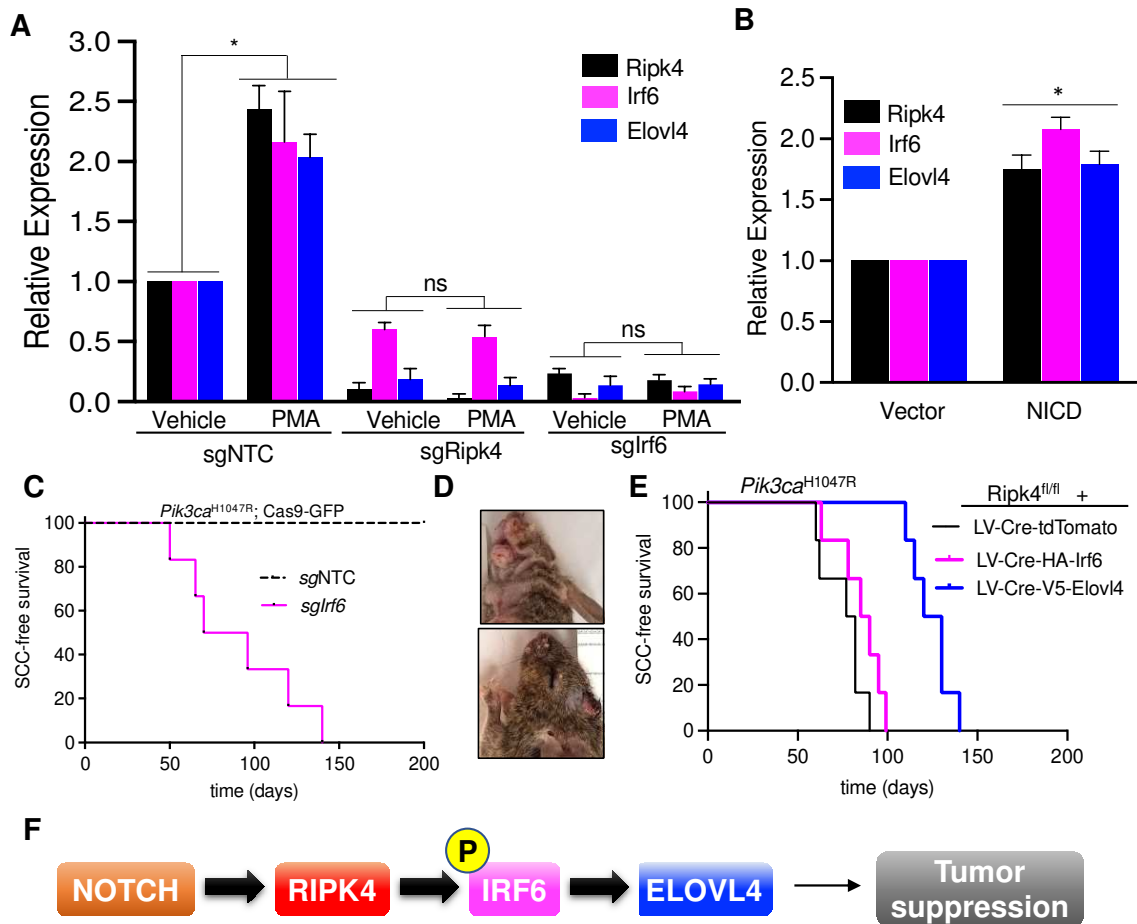 A
3.0
2.5
2.0
1.5
1.0
0.5
0.0
Relative Expression
*
ns
ns
Ripk4
Irf6
Elovl4
Vehicle PMA Vehicle PMA Vehicle PMA
sgNTC sgRipk4 sgIrf6
B
2.5
2.0
1.5
1.0
0.5
0.0
Relative Expression
Ripk4
Irf6
Elovl4
*
Vector NICD
C
Pik3caH1047R; Cas9-GFP
100
80
60
40
20
0
SCC-free survival
sgNTC
sgIrf6
0 50 100 150 200
time (days)
D
E
Pik3caH1047R
Ripk4fl/fl +
LV-Cre-tdTomato
LV-Cre-HA-Irf6
LV-Cre-V5-Elovl4
100
80
60
40
20
0
SCC-free survival
0 50 100 150 200
time (days)
F
NOTCH
RIPK4
P
IRF6
ELOVL4
Tumor
suppression